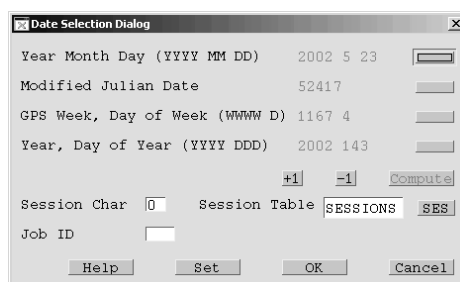 Date Selection Dialog
Year Month Day (YYYY MM DD) 2002 5 23
Modified Julian Date 52417
GPS Week, Day of Week (WWWW D) 1167 4
Year, Day of Year (YYYY DDD) 2002 143
+1 -1 Compute
Session Char 0 Session Table SESSIONS SES
Job ID
Help Set OK Cancel